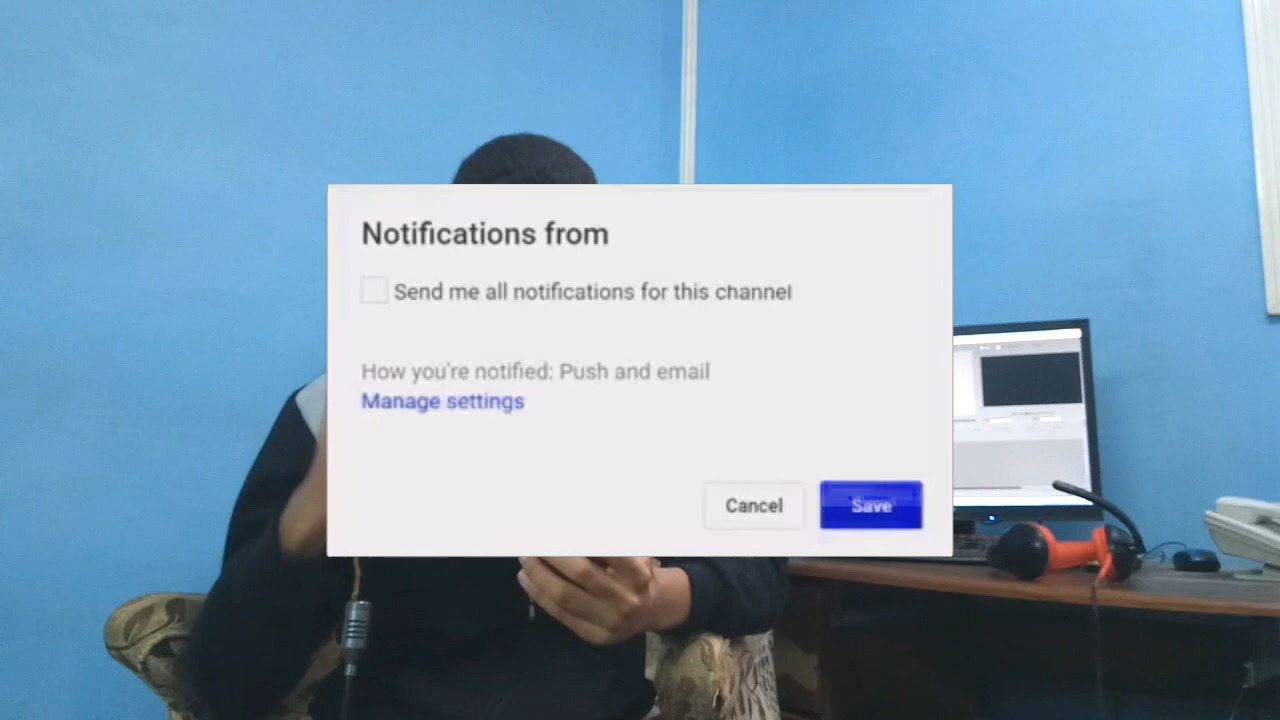 Notifications from
Send me all notifications for this channel
How you're notified: Push and email
Manage settings
Cancel
Save